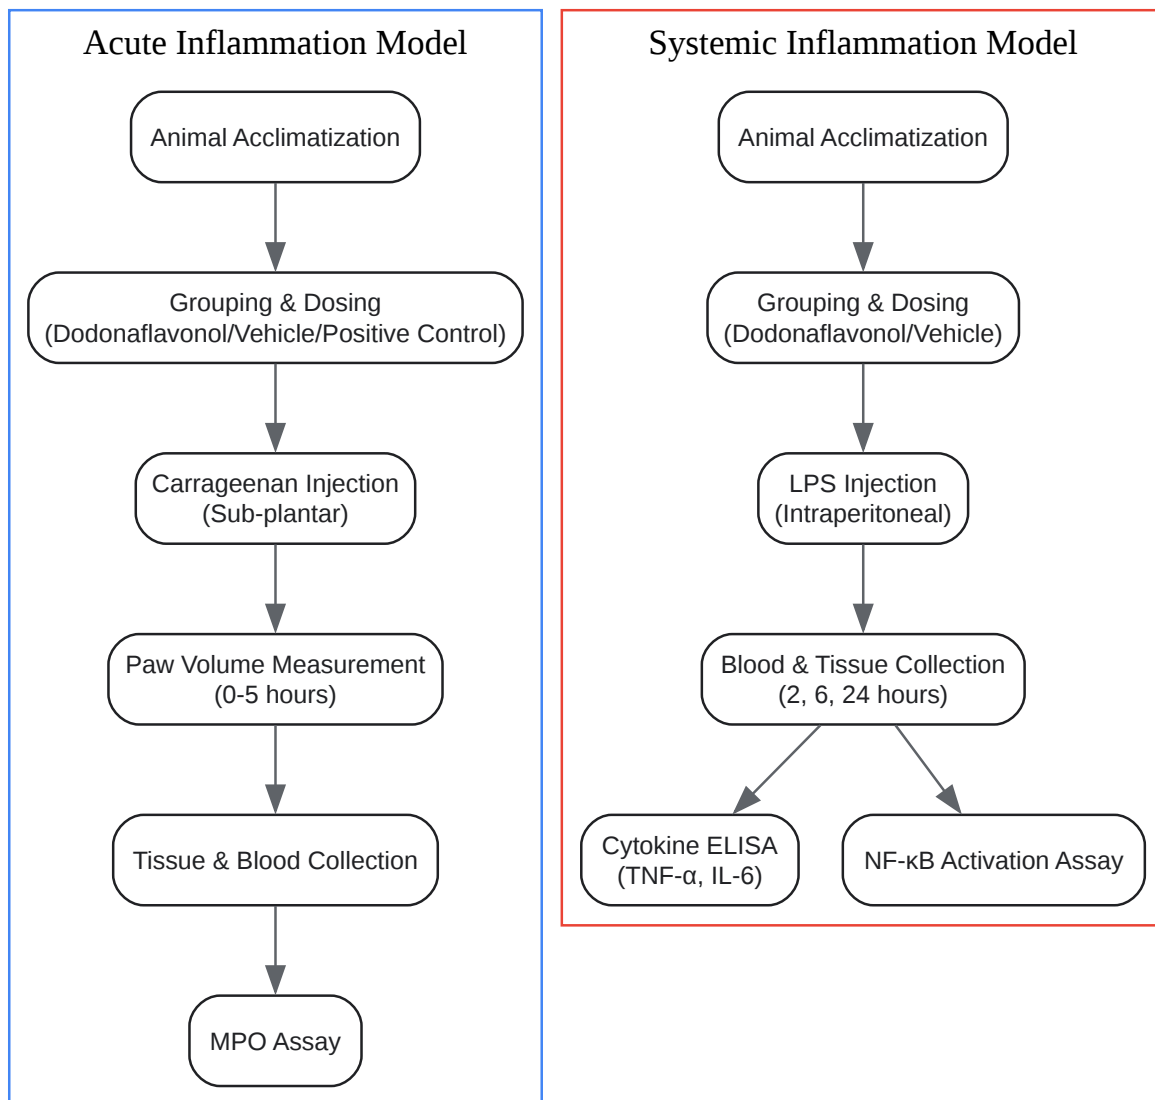 Acute Inflammation Model
Animal Acclimatization
Grouping & Dosing
(Dodonaflavonol/Vehicle/Positive Control)
Carrageenan Injection
(Sub-plantar)
Paw Volume Measurement
(0-5 hours)
Tissue & Blood Collection
MPO Assay
Systemic Inflammation Model
Animal Acclimatization
Grouping & Dosing
(Dodonaflavonol/Vehicle)
LPS Injection
(Intraperitoneal)
Blood & Tissue Collection
(2, 6, 24 hours)
Cytokine ELISA
(TNF-α, IL-6)
NF-κB Activation Assay